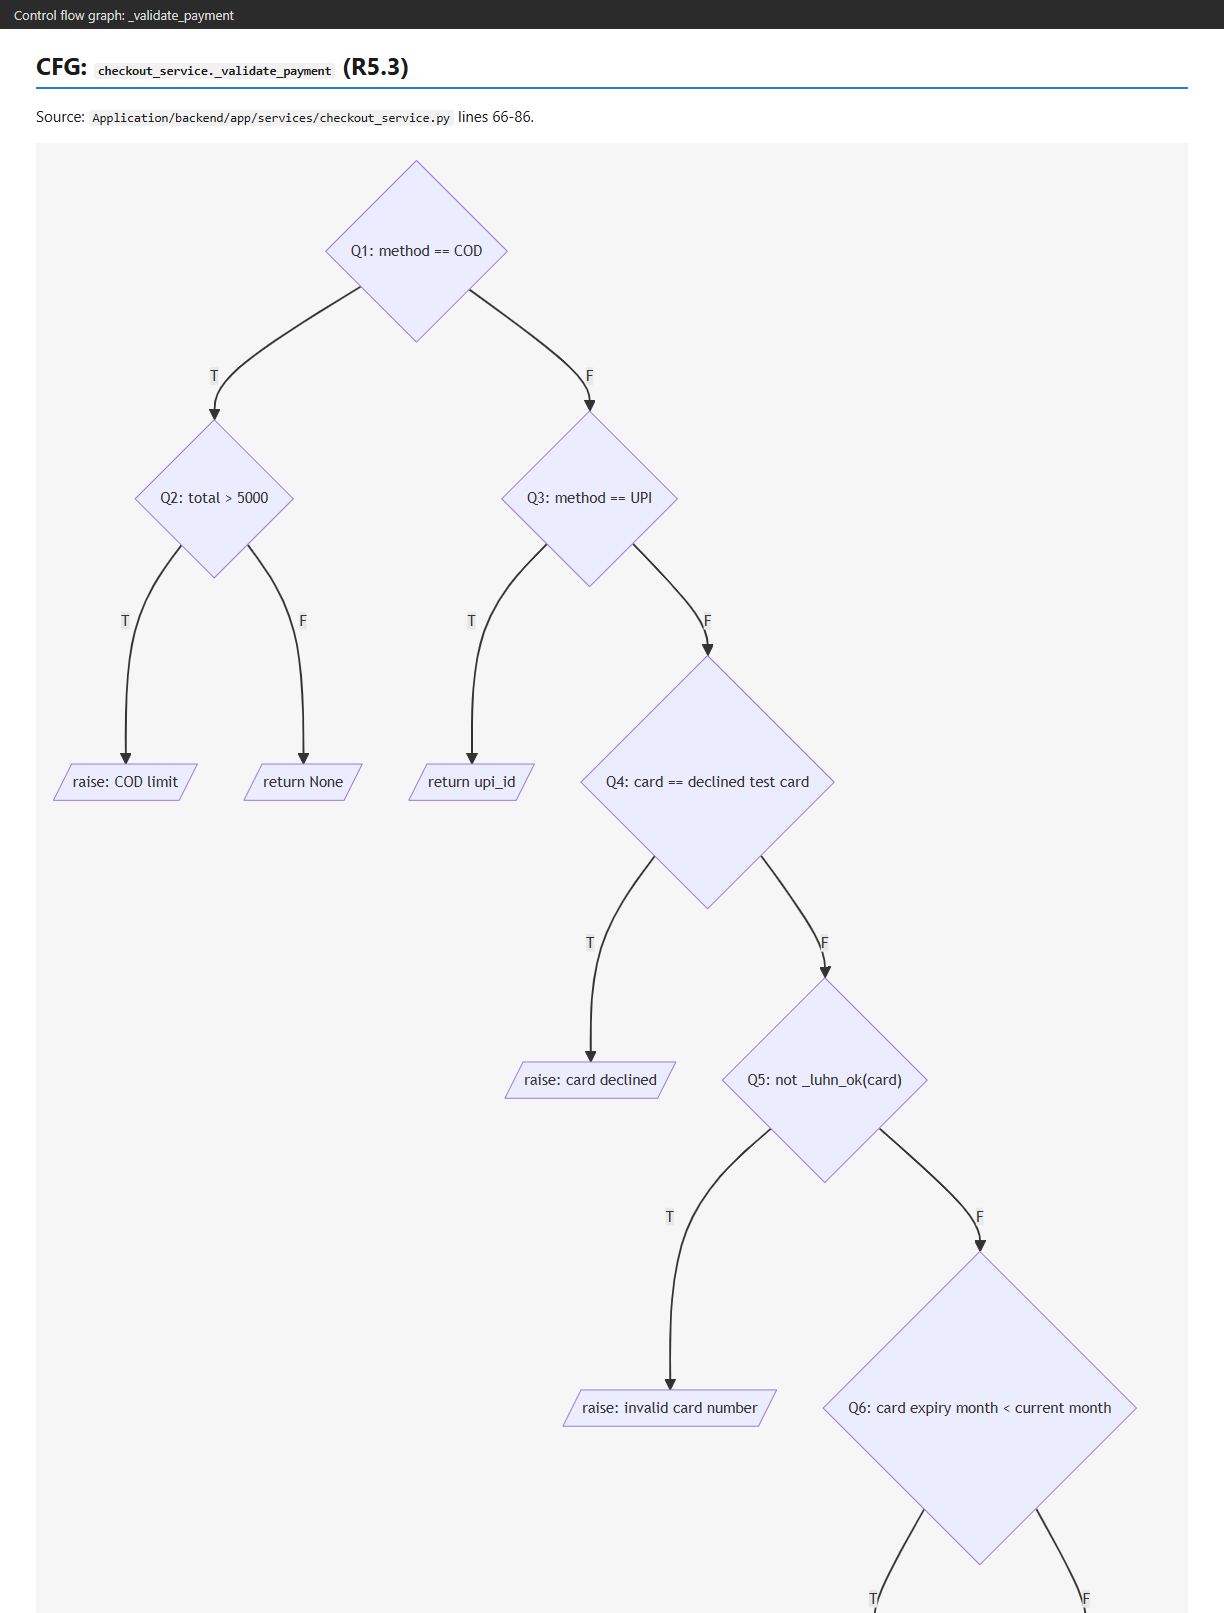 Control flow graph: _validate_payment
CFG: checkout_service._validate_payment (R5.3)
Source: Application/backend/app/services/checkout_service.py lines 66-86.
Q1: method == COD
T
F
Q2: total > 5000
Q3: method == UPI
T
F
T
F
raise: COD limit
return None
return upi_id
Q4: card == declined test card
T
F
raise: card declined
Q5: not _luhn_ok(card)
T
F
raise: invalid card number
Q6: card expiry month < current month
T
F